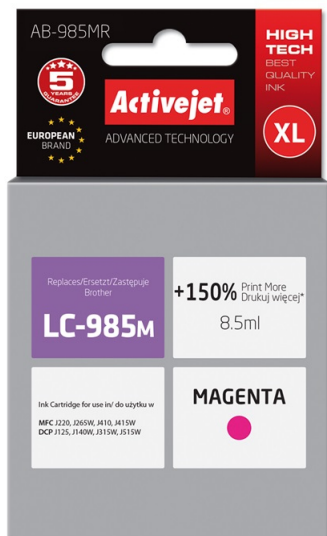 AB-985MR
HIGH
TECH
BEST
QUALITY
INK
5
YEARS
GUARANTEE
Activejet®
EUROPEAN
BRAND
ADVANCED TECHNOLOGY
XL
Replaces/Ersetzt/Zastępuje
Brother
LC-985M
+150% Print More
Drukuj więcej*
8.5ml
Ink Cartridge for use in/ do użytku w
MFC J220, J265W, J410, J415W
DCP J125, J140W, J315W, J515W
MAGENTA